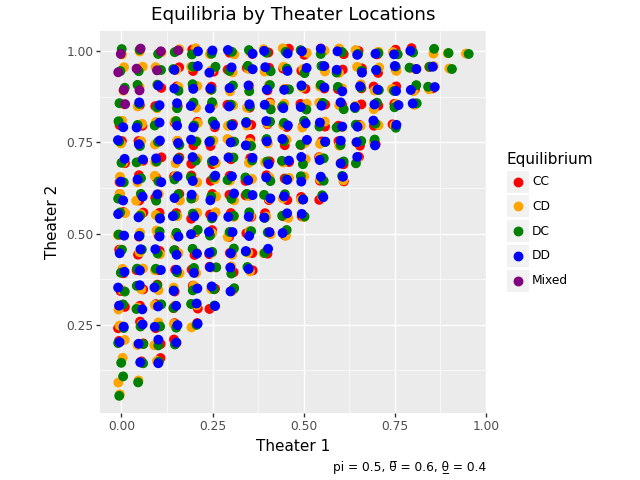 Equilibria by Theater Locations
1.00
0.75
0.50
0.25
Theater 2
0.00 0.25 0.50 0.75 1.00
Theater 1
Equilibrium
CC
CD
DC
DD
Mixed
pi = 0.5, θ̅ = 0.6, θ̲ = 0.4